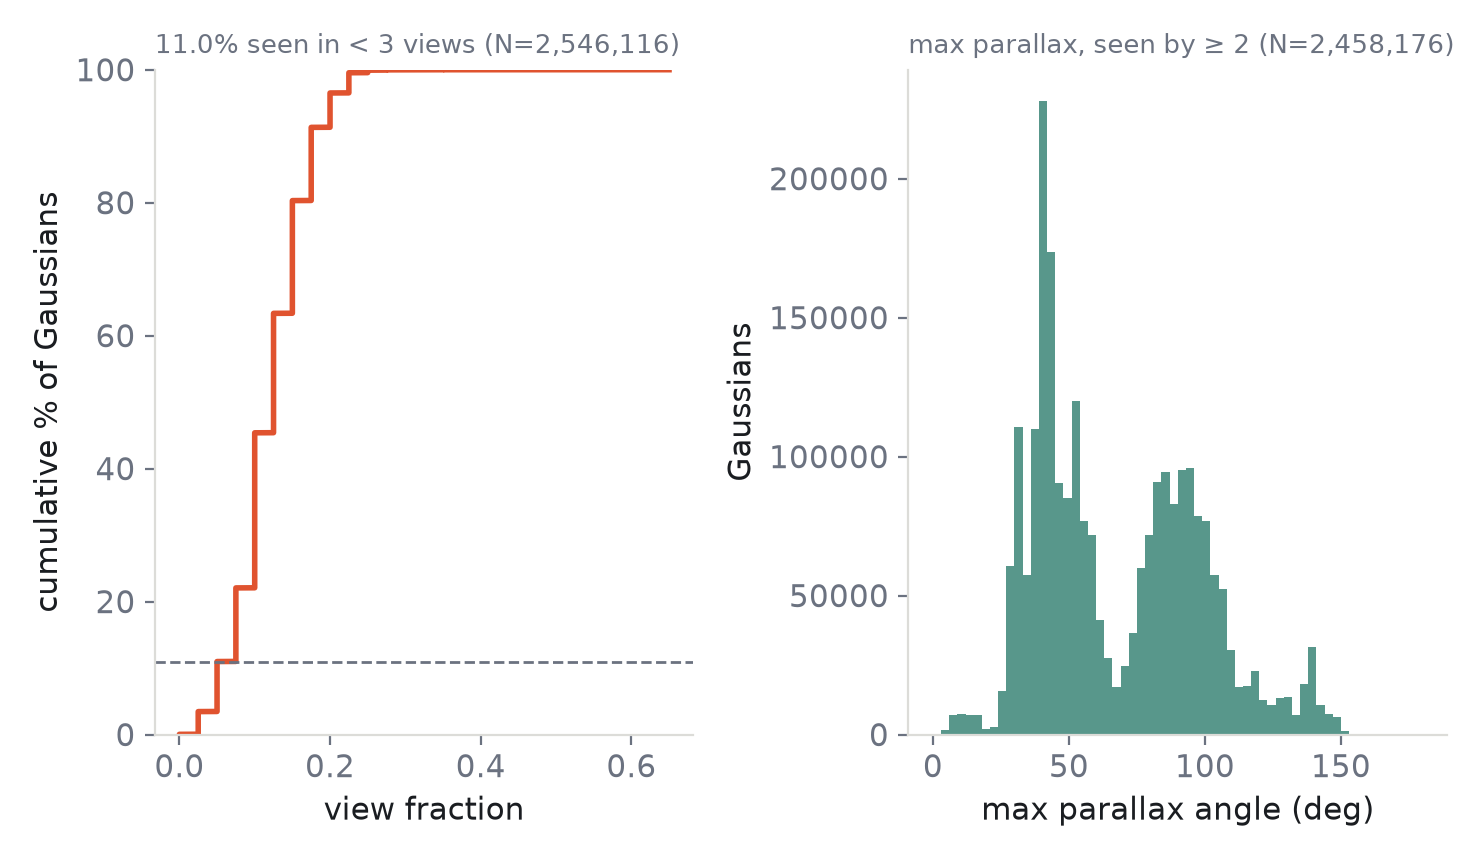 11.0% seen in < 3 views (N=2,546,116)
100
80
60
40
20
0
cumulative % of Gaussians
0.0 0.2 0.4 0.6
view fraction
max parallax, seen by ≥ 2 (N=2,458,176)
200000
150000
100000
50000
0
Gaussians
0 50 100 150
max parallax angle (deg)